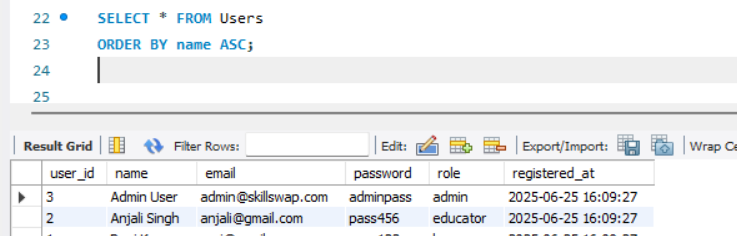 22 SELECT * FROM Users
23 ORDER BY name ASC;
24
25
Result Grid Filter Rows: Edit: Export/Import: Wrap Ce
user_id name email password role registered_at
3 Admin User admin@skillswap.com adminpass admin 2025-06-25 16:09:27
2 Anjali Singh anjali@gmail.com pass456 educator 2025-06-25 16:09:27